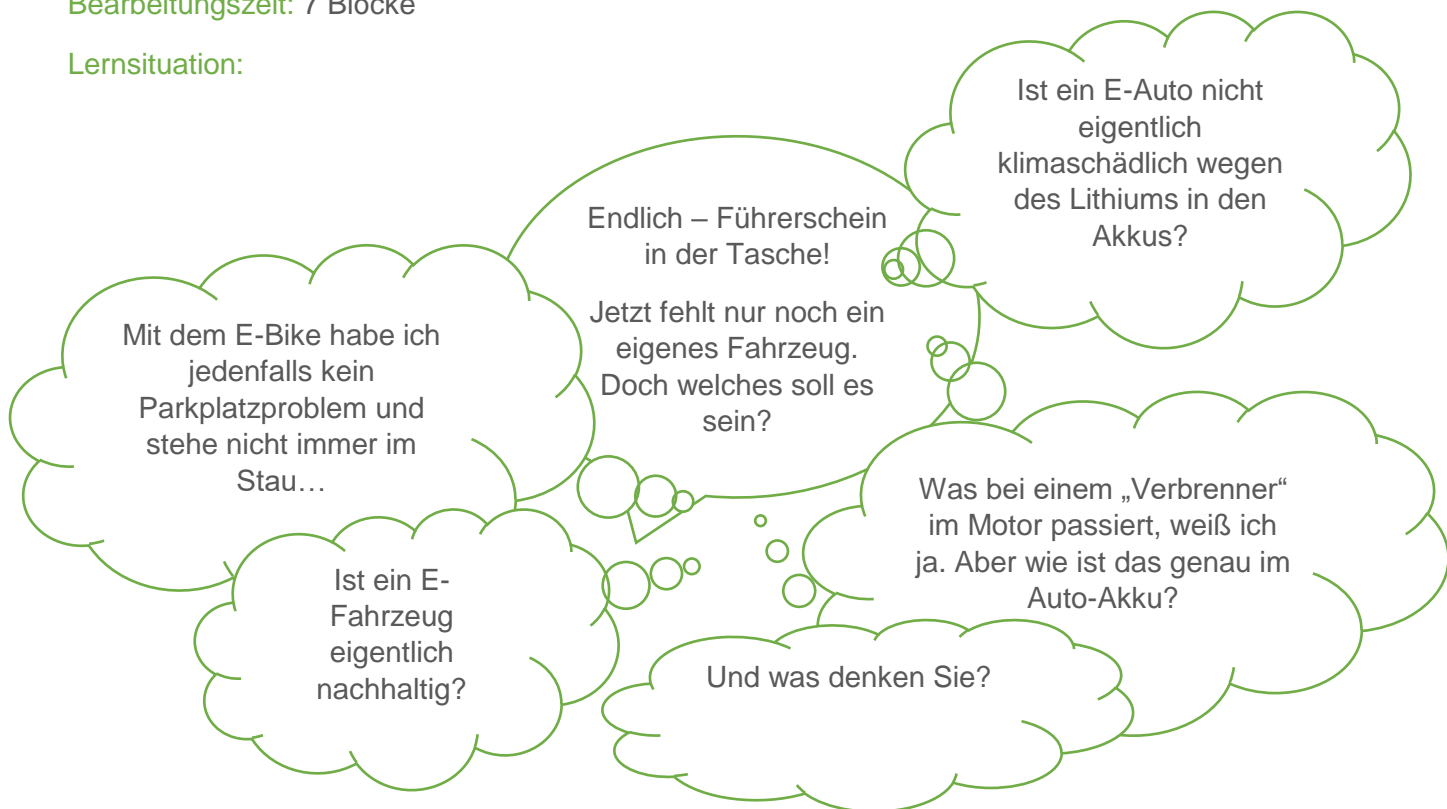 Bearbeitungszeit: 7 Blöcke
Lernsituation:
Endlich – Führerschein
in der Tasche!
Jetzt fehlt nur noch ein
eigenes Fahrzeug.
Doch welches soll es
sein?
Ist ein E-Auto nicht
eigentlich
klimaschädlich wegen
des Lithiums in den
Akkus?
Mit dem E-Bike habe ich
jedenfalls kein
Parkplatzproblem und
stehe nicht immer im
Stau…
Was bei einem „Verbrenner“
im Motor passiert, weiß ich
ja. Aber wie ist das genau im
Auto-Akku?
Ist ein E-
Fahrzeug
eigentlich
nachhaltig?
Und was denken Sie?